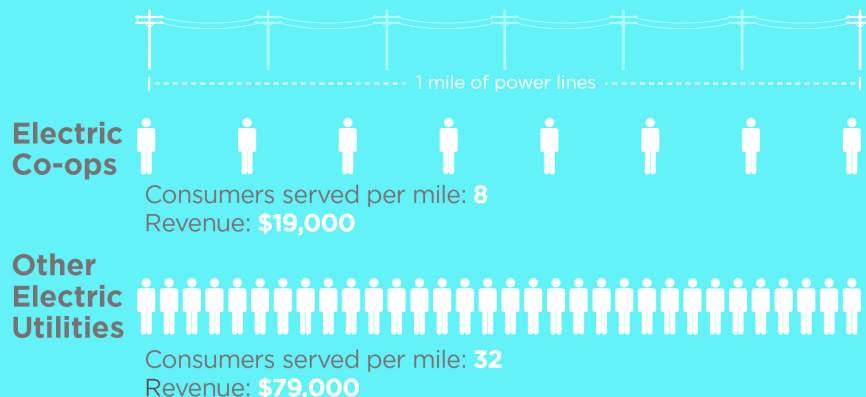 1 mile of power lines
Electric
Co-ops
Consumers served per mile: 8
Revenue: $19,000
Other
Electric
Utilities
Consumers served per mile: 32
Revenue: $79,000